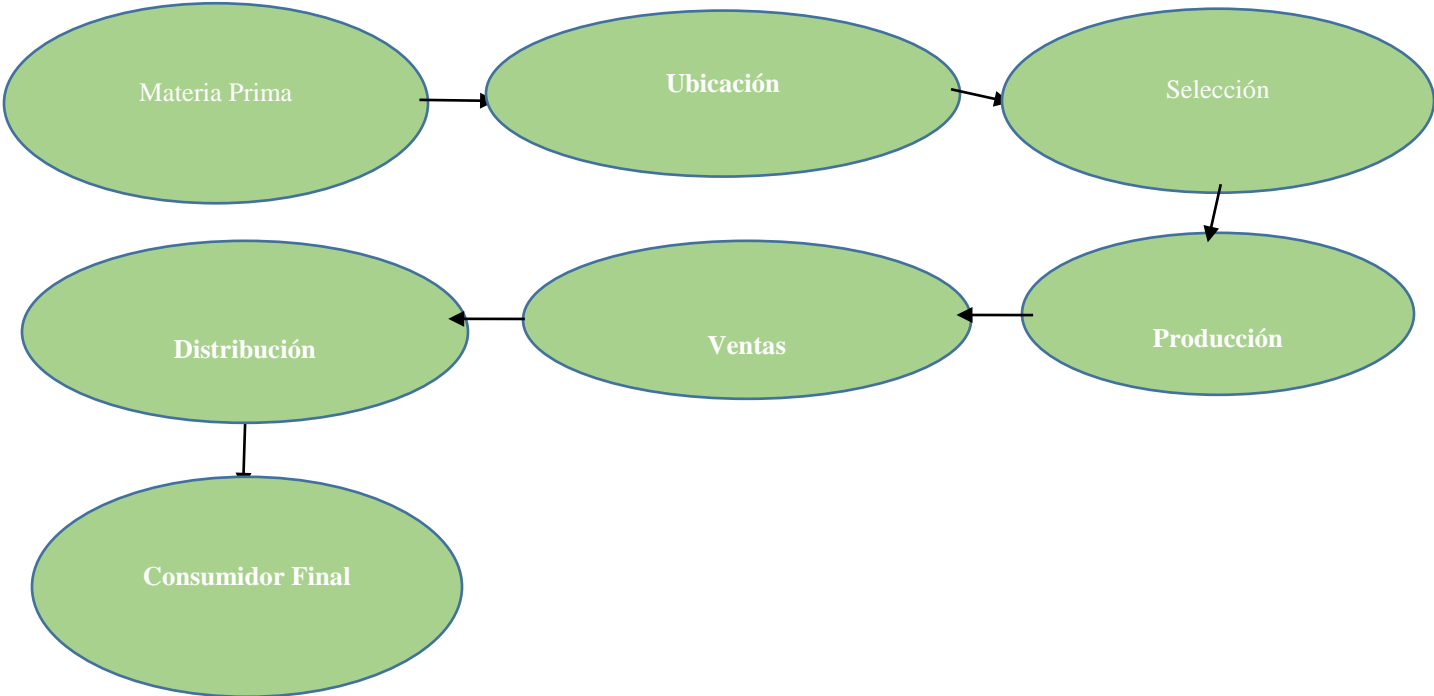 Materia Prima
Ubicación
Selección
Producción
Ventas
Distribución
Consumidor Final